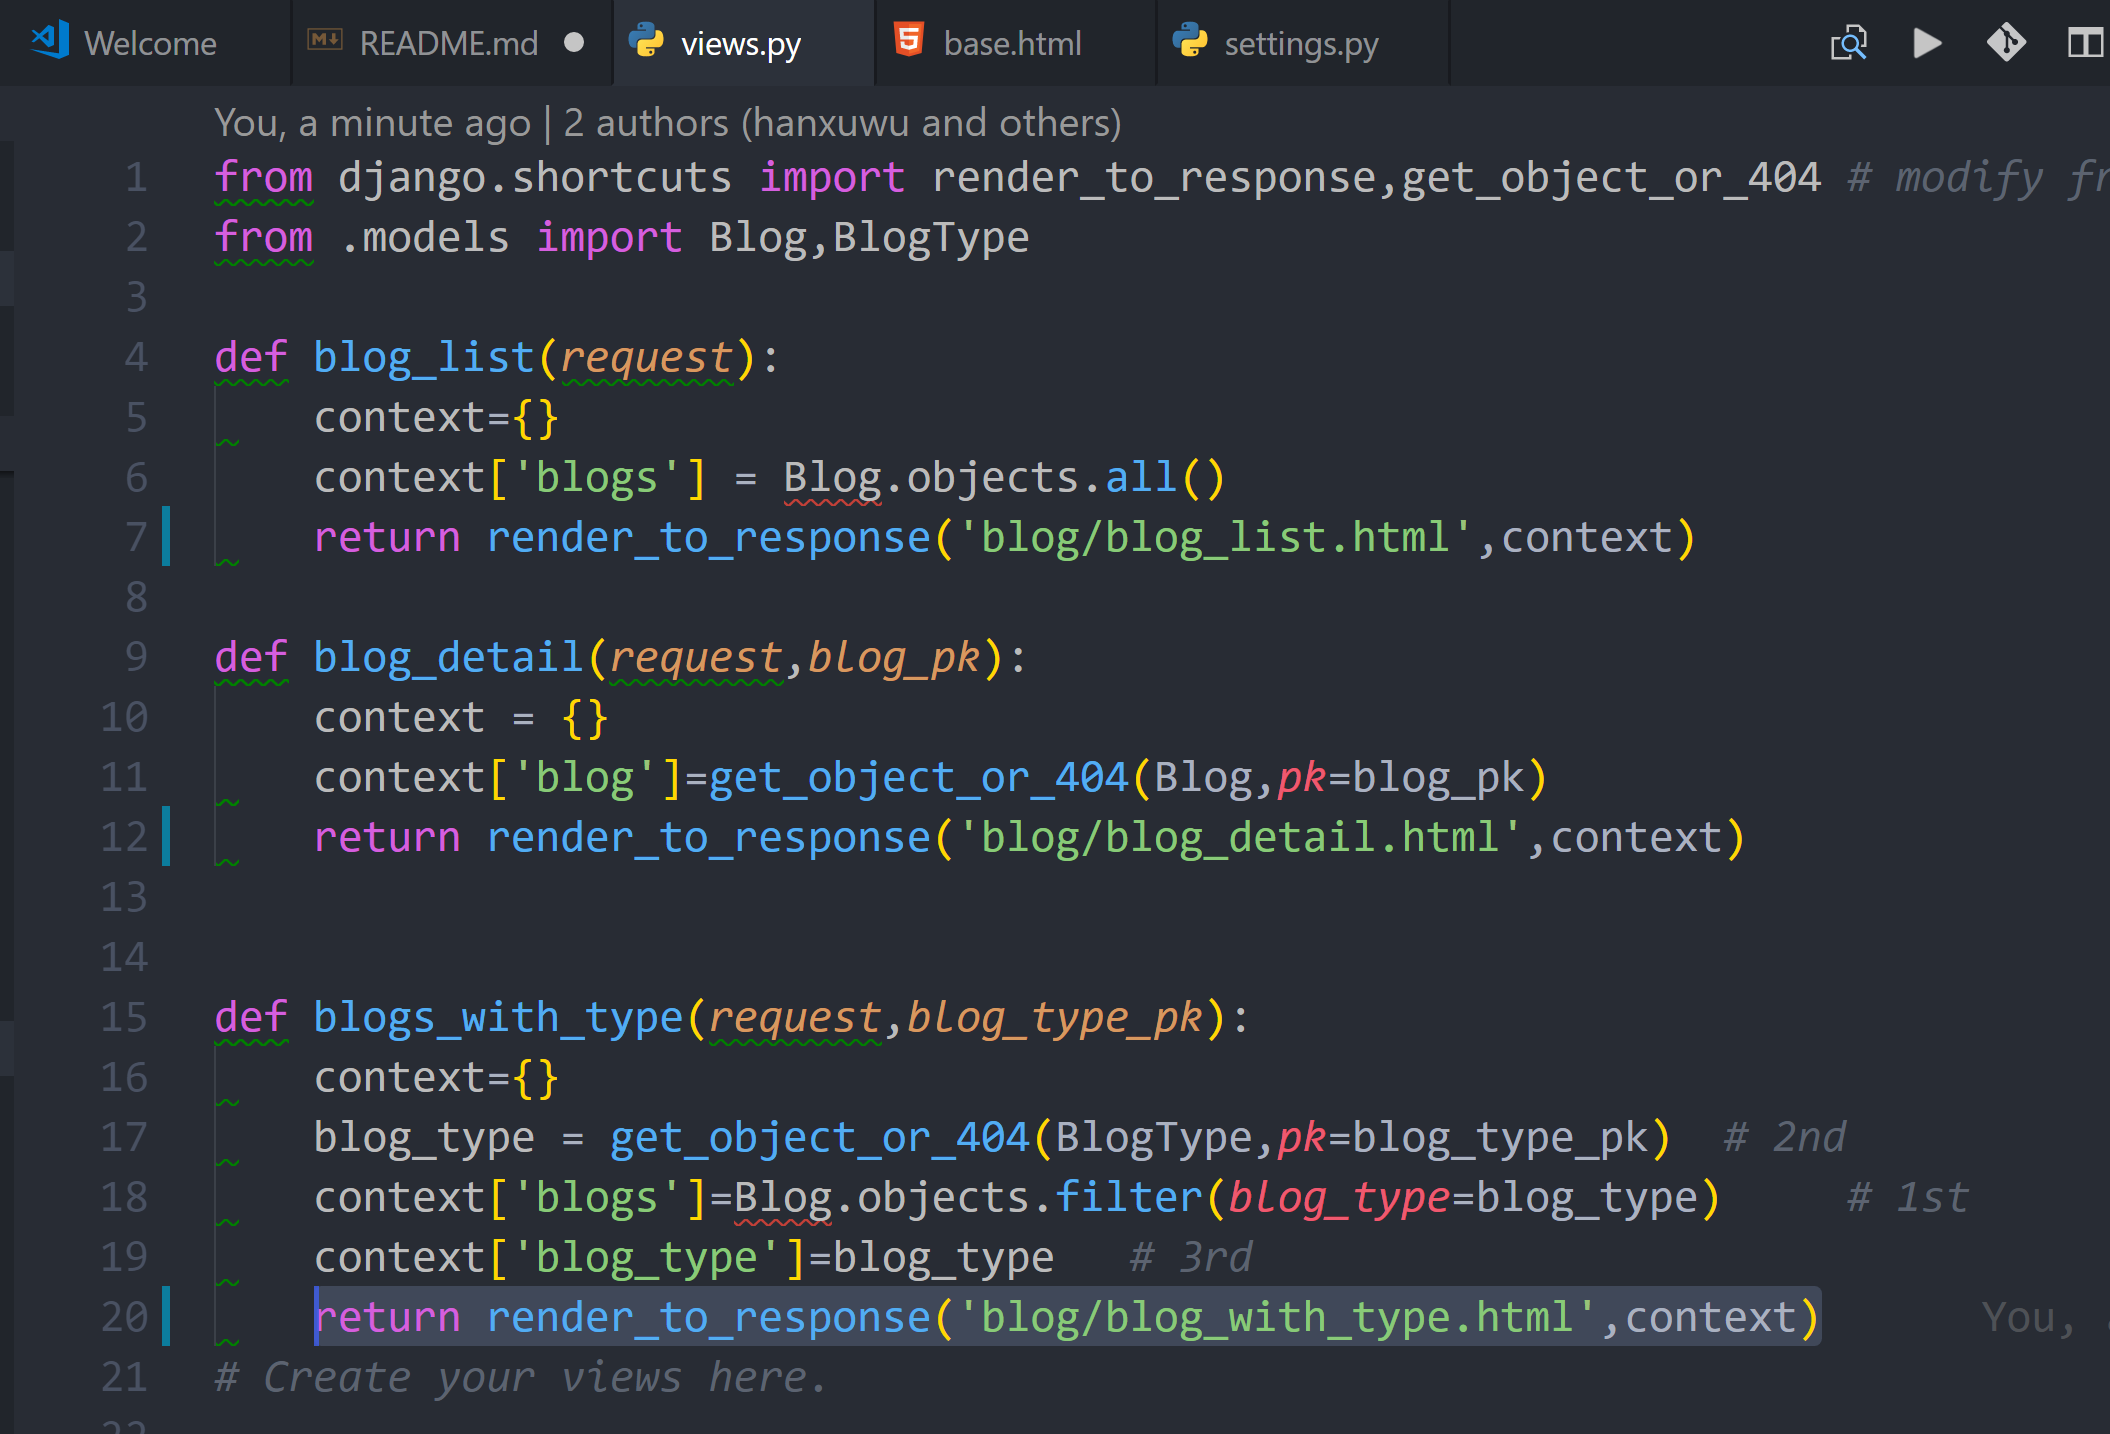 Welcome README.md views.py base.html settings.py
You, a minute ago | 2 authors (hanxuwu and others)
1 from django.shortcuts import render_to_response,get_object_or_404 # modify fr
2 from .models import Blog,BlogType
3
4 def blog_list(request):
5 context={}
6 context['blogs'] = Blog.objects.all()
7 return render_to_response('blog/blog_list.html',context)
8
9 def blog_detail(request,blog_pk):
10 context = {}
11 context['blog']=get_object_or_404(Blog,pk=blog_pk)
12 return render_to_response('blog/blog_detail.html',context)
13
14
15 def blogs_with_type(request,blog_type_pk):
16 context={}
17 blog_type = get_object_or_404(BlogType,pk=blog_type_pk) # 2nd
18 context['blogs']=Blog.objects.filter(blog_type=blog_type) # 1st
19 context['blog_type']=blog_type # 3rd
20 return render_to_response('blog/blog_with_type.html',context) You,
21 # Create your views here.
22